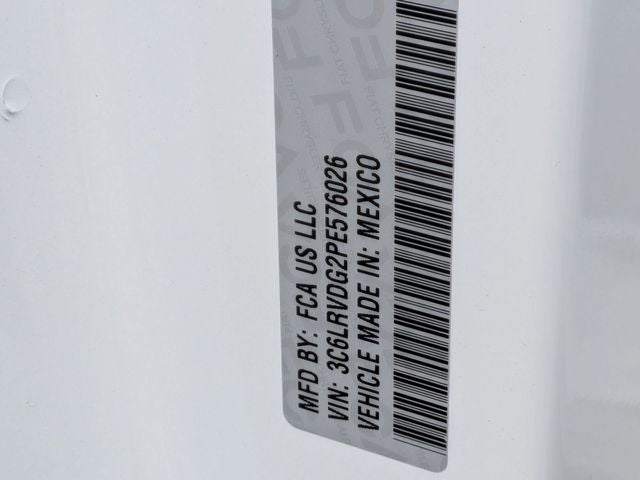 MFD BY: FCA US LLC
VIN: 3C6LRVDG2PE576026
VEHICLE MADE IN: MEXICO